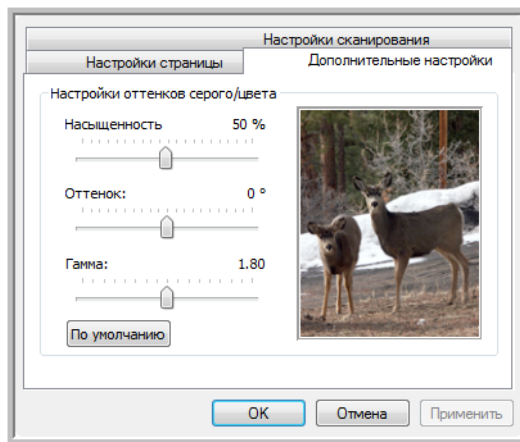 Настройки сканирования
Настройки страницы
Дополнительные настройки
Настройки оттенков серого/цвета
Насыщенность 50 %
Оттенок: 0 °
Гамма: 1.80
По умолчанию
OK Отмена Применить